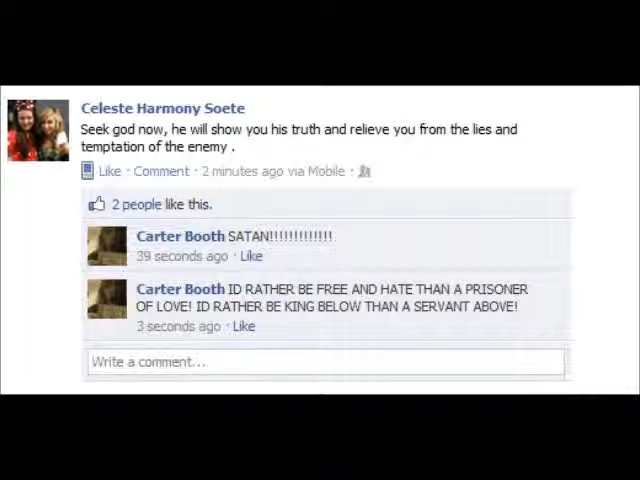 Celeste Harmony Soete
Seek god now, he will show you his truth and relieve you from the lies and
temptation of the enemy .
Like · Comment · 2 minutes ago via Mobile ·
2 people like this.
Carter Booth SATAN!!!!!!!!!!!!!
39 seconds ago · Like
Carter Booth ID RATHER BE FREE AND HATE THAN A PRISONER
OF LOVE! ID RATHER BE KING BELOW THAN A SERVANT ABOVE!
3 seconds ago · Like
Write a comment...